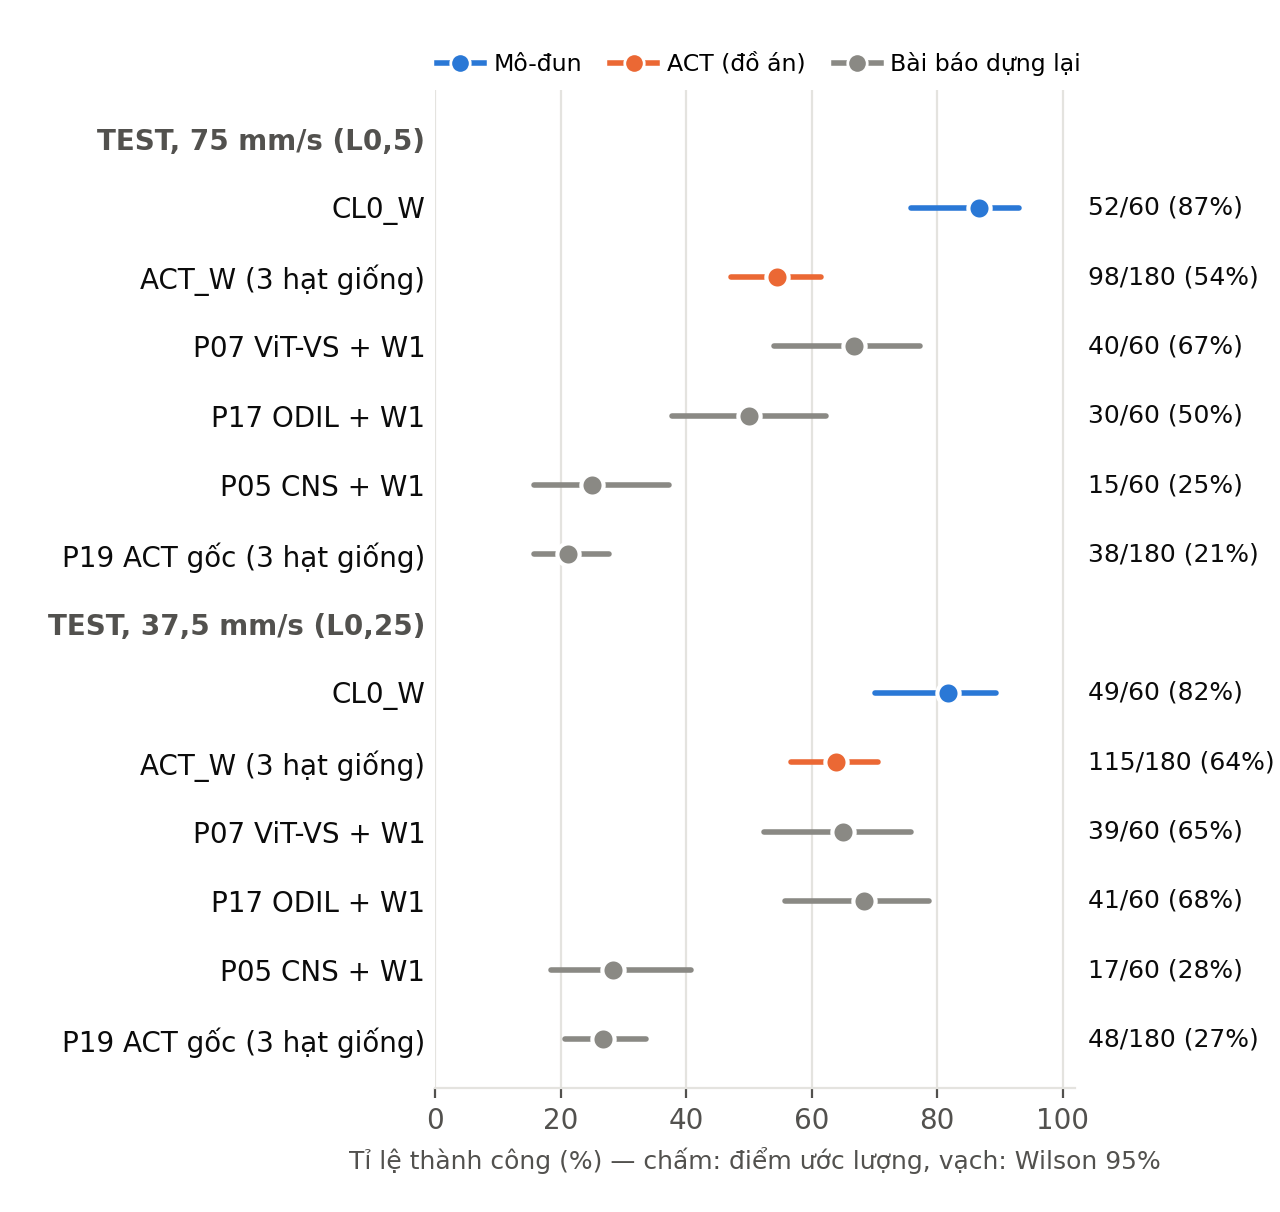 Mô-đun ACT (đồ án) Bài báo dựng lại
TEST, 75 mm/s (L0,5)
CL0_W 52/60 (87%)
ACT_W (3 hạt giống) 98/180 (54%)
P07 ViT-VS + W1 40/60 (67%)
P17 ODIL + W1 30/60 (50%)
P05 CNS + W1 15/60 (25%)
P19 ACT gốc (3 hạt giống) 38/180 (21%)
TEST, 37,5 mm/s (L0,25)
CL0_W 49/60 (82%)
ACT_W (3 hạt giống) 115/180 (64%)
P07 ViT-VS + W1 39/60 (65%)
P17 ODIL + W1 41/60 (68%)
P05 CNS + W1 17/60 (28%)
P19 ACT gốc (3 hạt giống) 48/180 (27%)
0 20 40 60 80 100
Tỉ lệ thành công (%) — chấm: điểm ước lượng, vạch: Wilson 95%